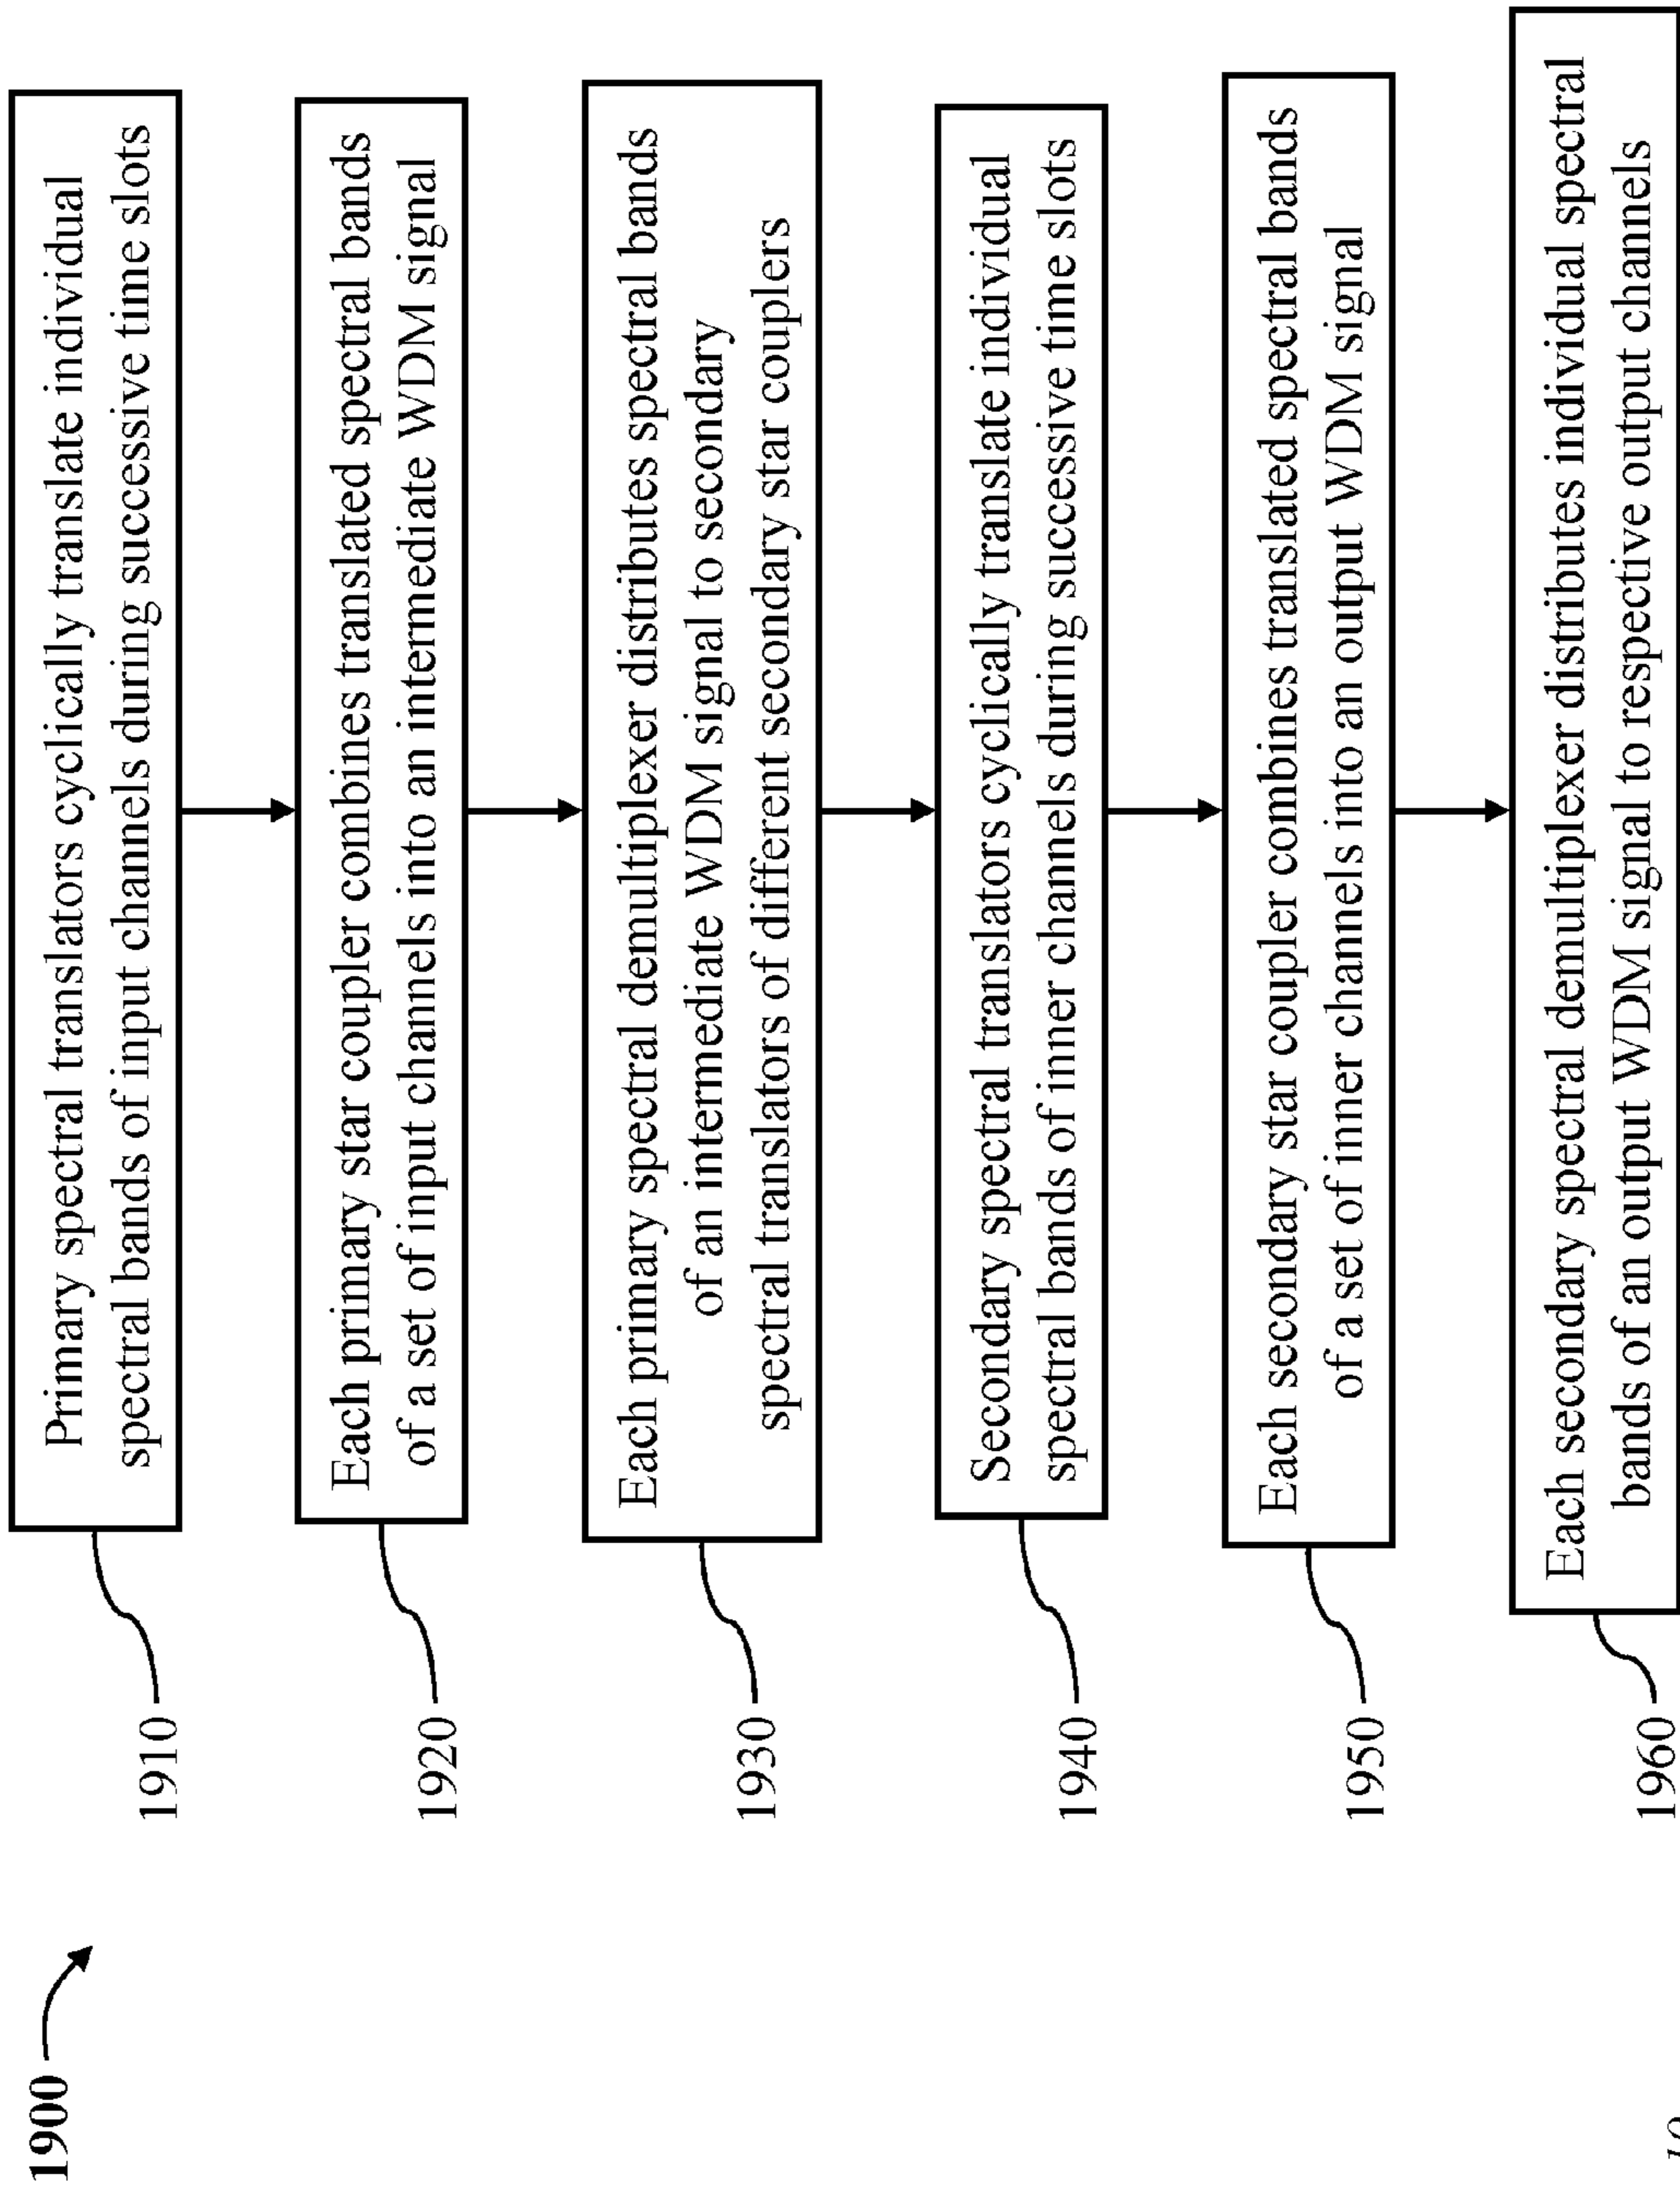 1900
1910
Primary spectral translators cyclically translate individual
spectral bands of input channels during successive time slots
1920
Each primary star coupler combines translated spectral bands
of a set of input channels into an intermediate WDM signal
1930
Each primary spectral demultiplexer distributes spectral bands
of an intermediate WDM signal to secondary
spectral translators of different secondary star couplers
1940
Secondary spectral translators cyclically translate individual
spectral bands of inner channels during successive time slots
1950
Each secondary star coupler combines translated spectral bands
of a set of inner channels into an output WDM signal
1960
Each secondary spectral demultiplexer distributes individual spectral
bands of an output WDM signal to respective output channels